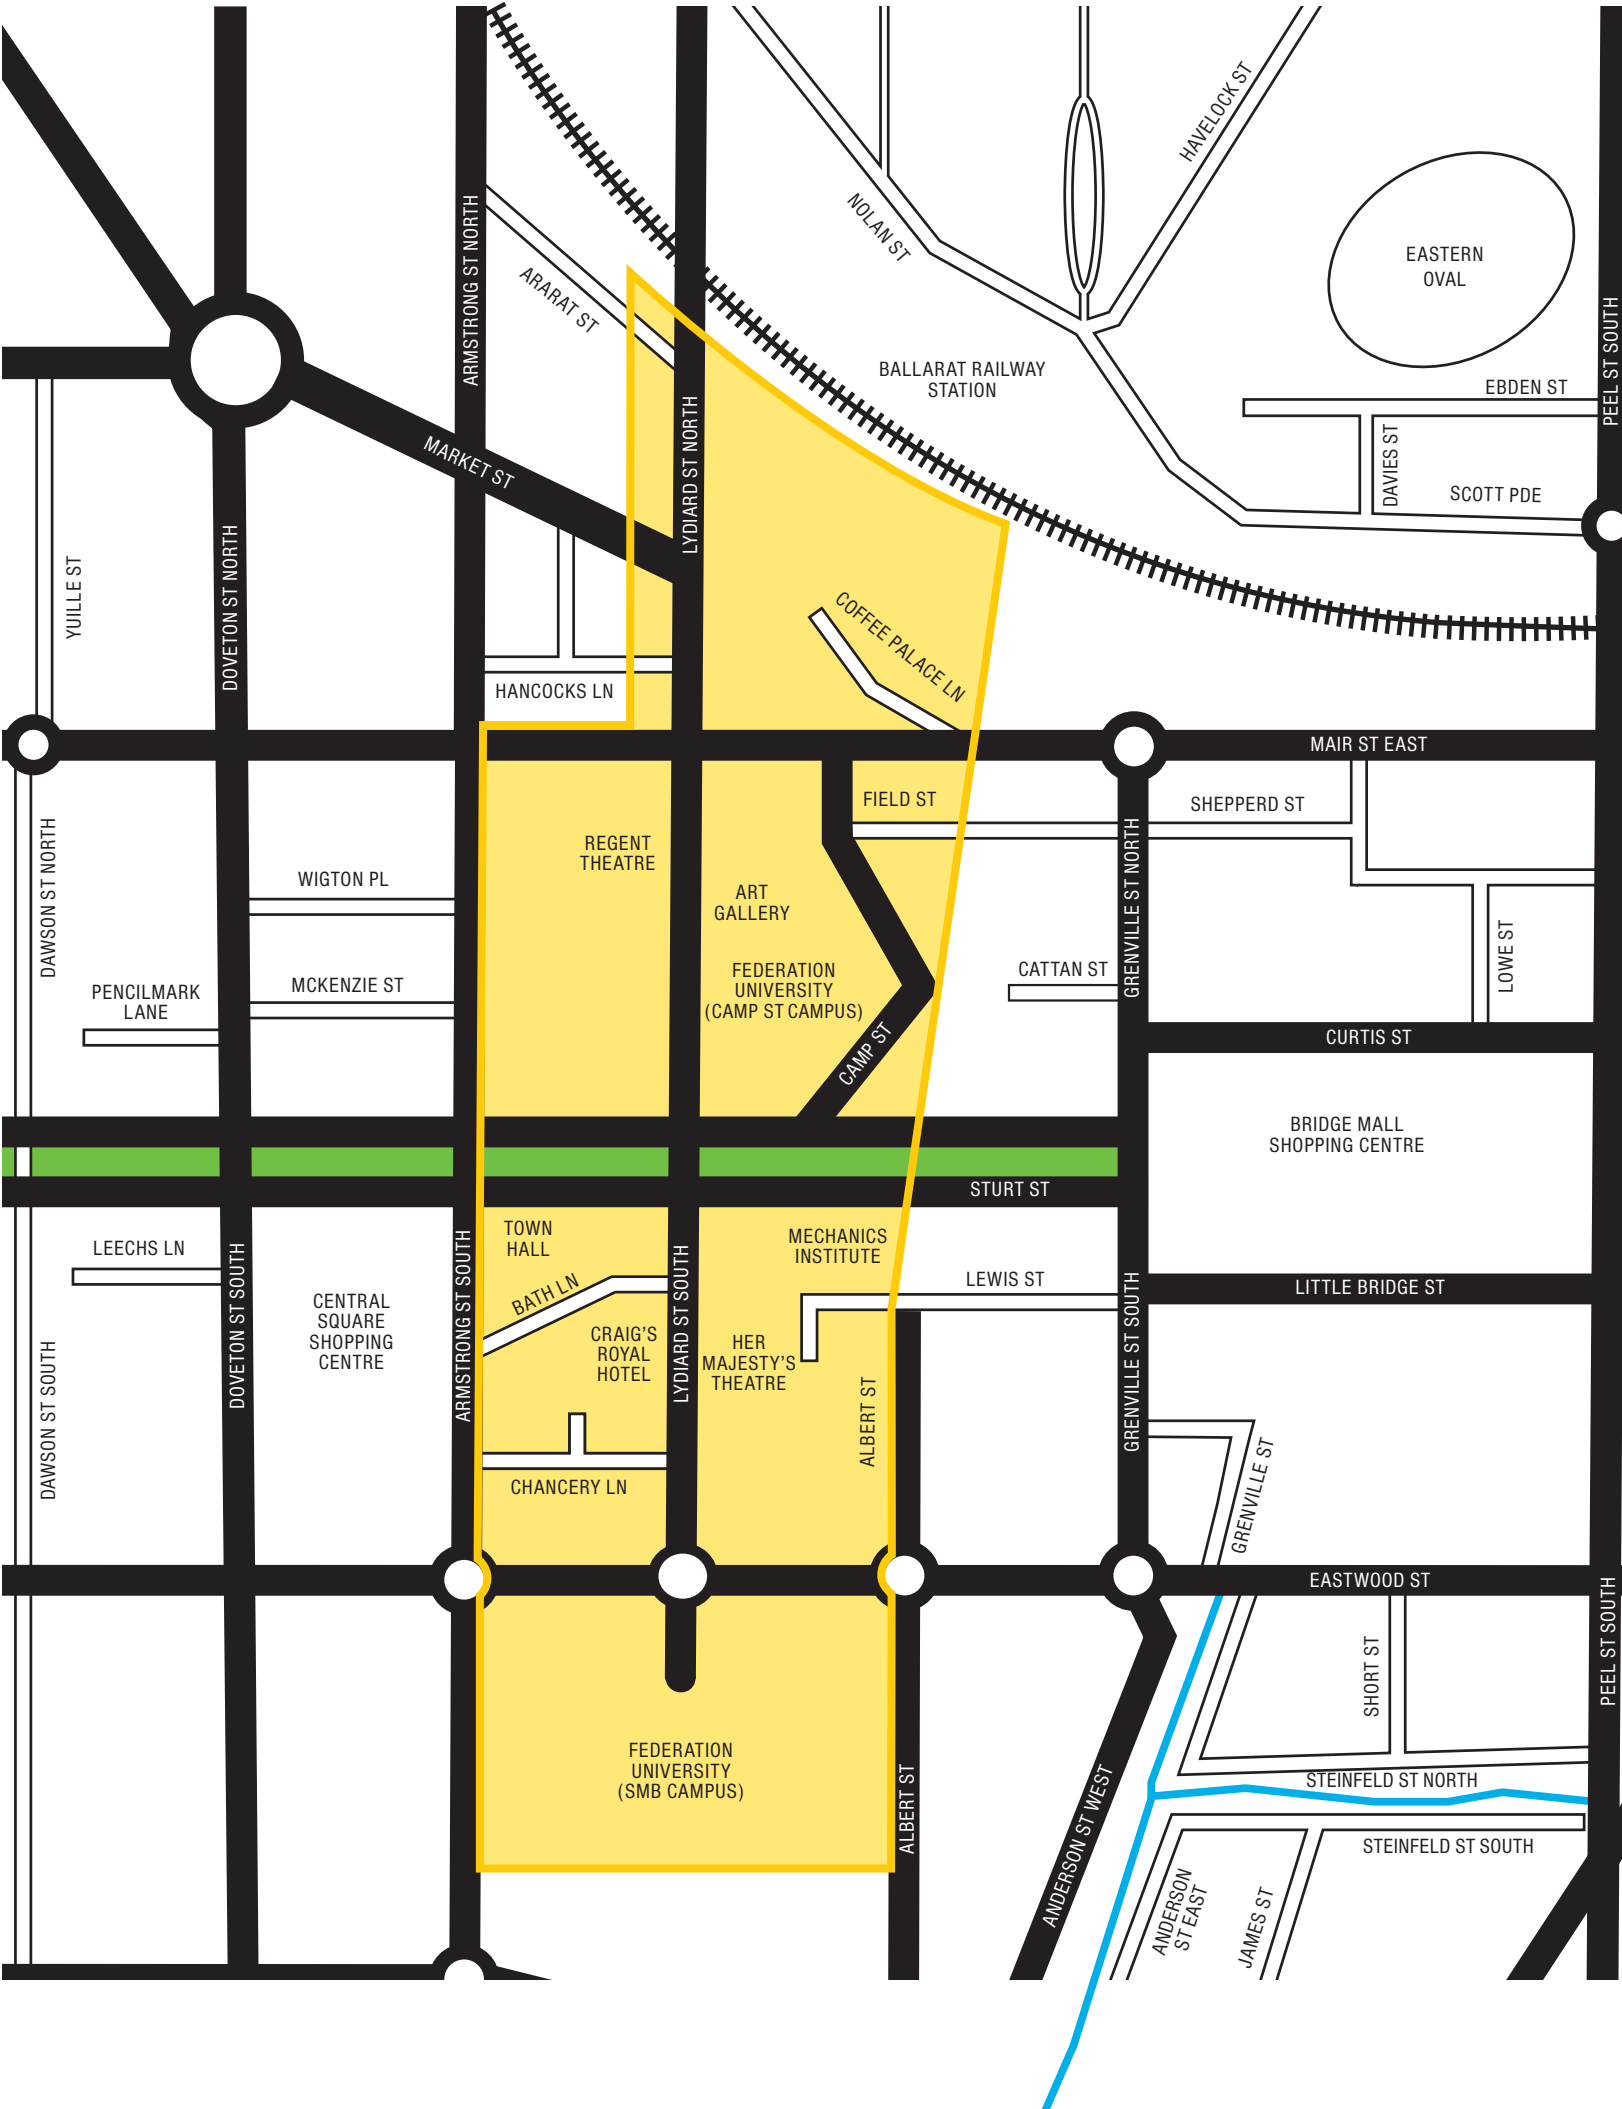 HAVELOCK ST
NOLAN ST
EASTERN
OVAL
ARMSTRONG ST NORTH
ARARAT ST
PEEL ST SOUTH
BALLARAT RAILWAY
STATION
EBDEN ST
DAVIES ST
SCOTT PDE
MARKET ST
LYDIARD ST NORTH
YUILLE ST
DOVETON ST NORTH
COFFEE PALACE LN
HANCOCKS LN
MAIR ST EAST
FIELD ST
SHEPPERD ST
REGENT
THEATRE
DAWSON ST NORTH
WIGTON PL
ART
GALLERY
GRENVILLE ST NORTH
LOWE ST
FEDERATION
UNIVERSITY
(CAMP ST CAMPUS)
CATTAN ST
MCKENZIE ST
PENCILMARK
LANE
CURTIS ST
CAMP ST
BRIDGE MALL
SHOPPING CENTRE
STURT ST
TOWN
HALL
MECHANICS
INSTITUTE
LEECHS LN
LEWIS ST
LITTLE BRIDGE ST
BATH LN
DOVETON ST SOUTH
CENTRAL
SQUARE
SHOPPING
CENTRE
ARMSTRONG ST SOUTH
CRAIG'S
ROYAL
HOTEL
LYDIARD ST SOUTH
HER
MAJESTY'S
THEATRE
ALBERT ST
GRENVILLE ST SOUTH
DAWSON ST SOUTH
CHANCERY LN
GRENVILLE ST
EASTWOOD ST
SHORT ST
PEEL ST SOUTH
FEDERATION
UNIVERSITY
(SMB CAMPUS)
ALBERT ST
ANDERSON ST WEST
STEINFELD ST NORTH
STEINFELD ST SOUTH
ANDERSON
ST EAST
JAMES ST